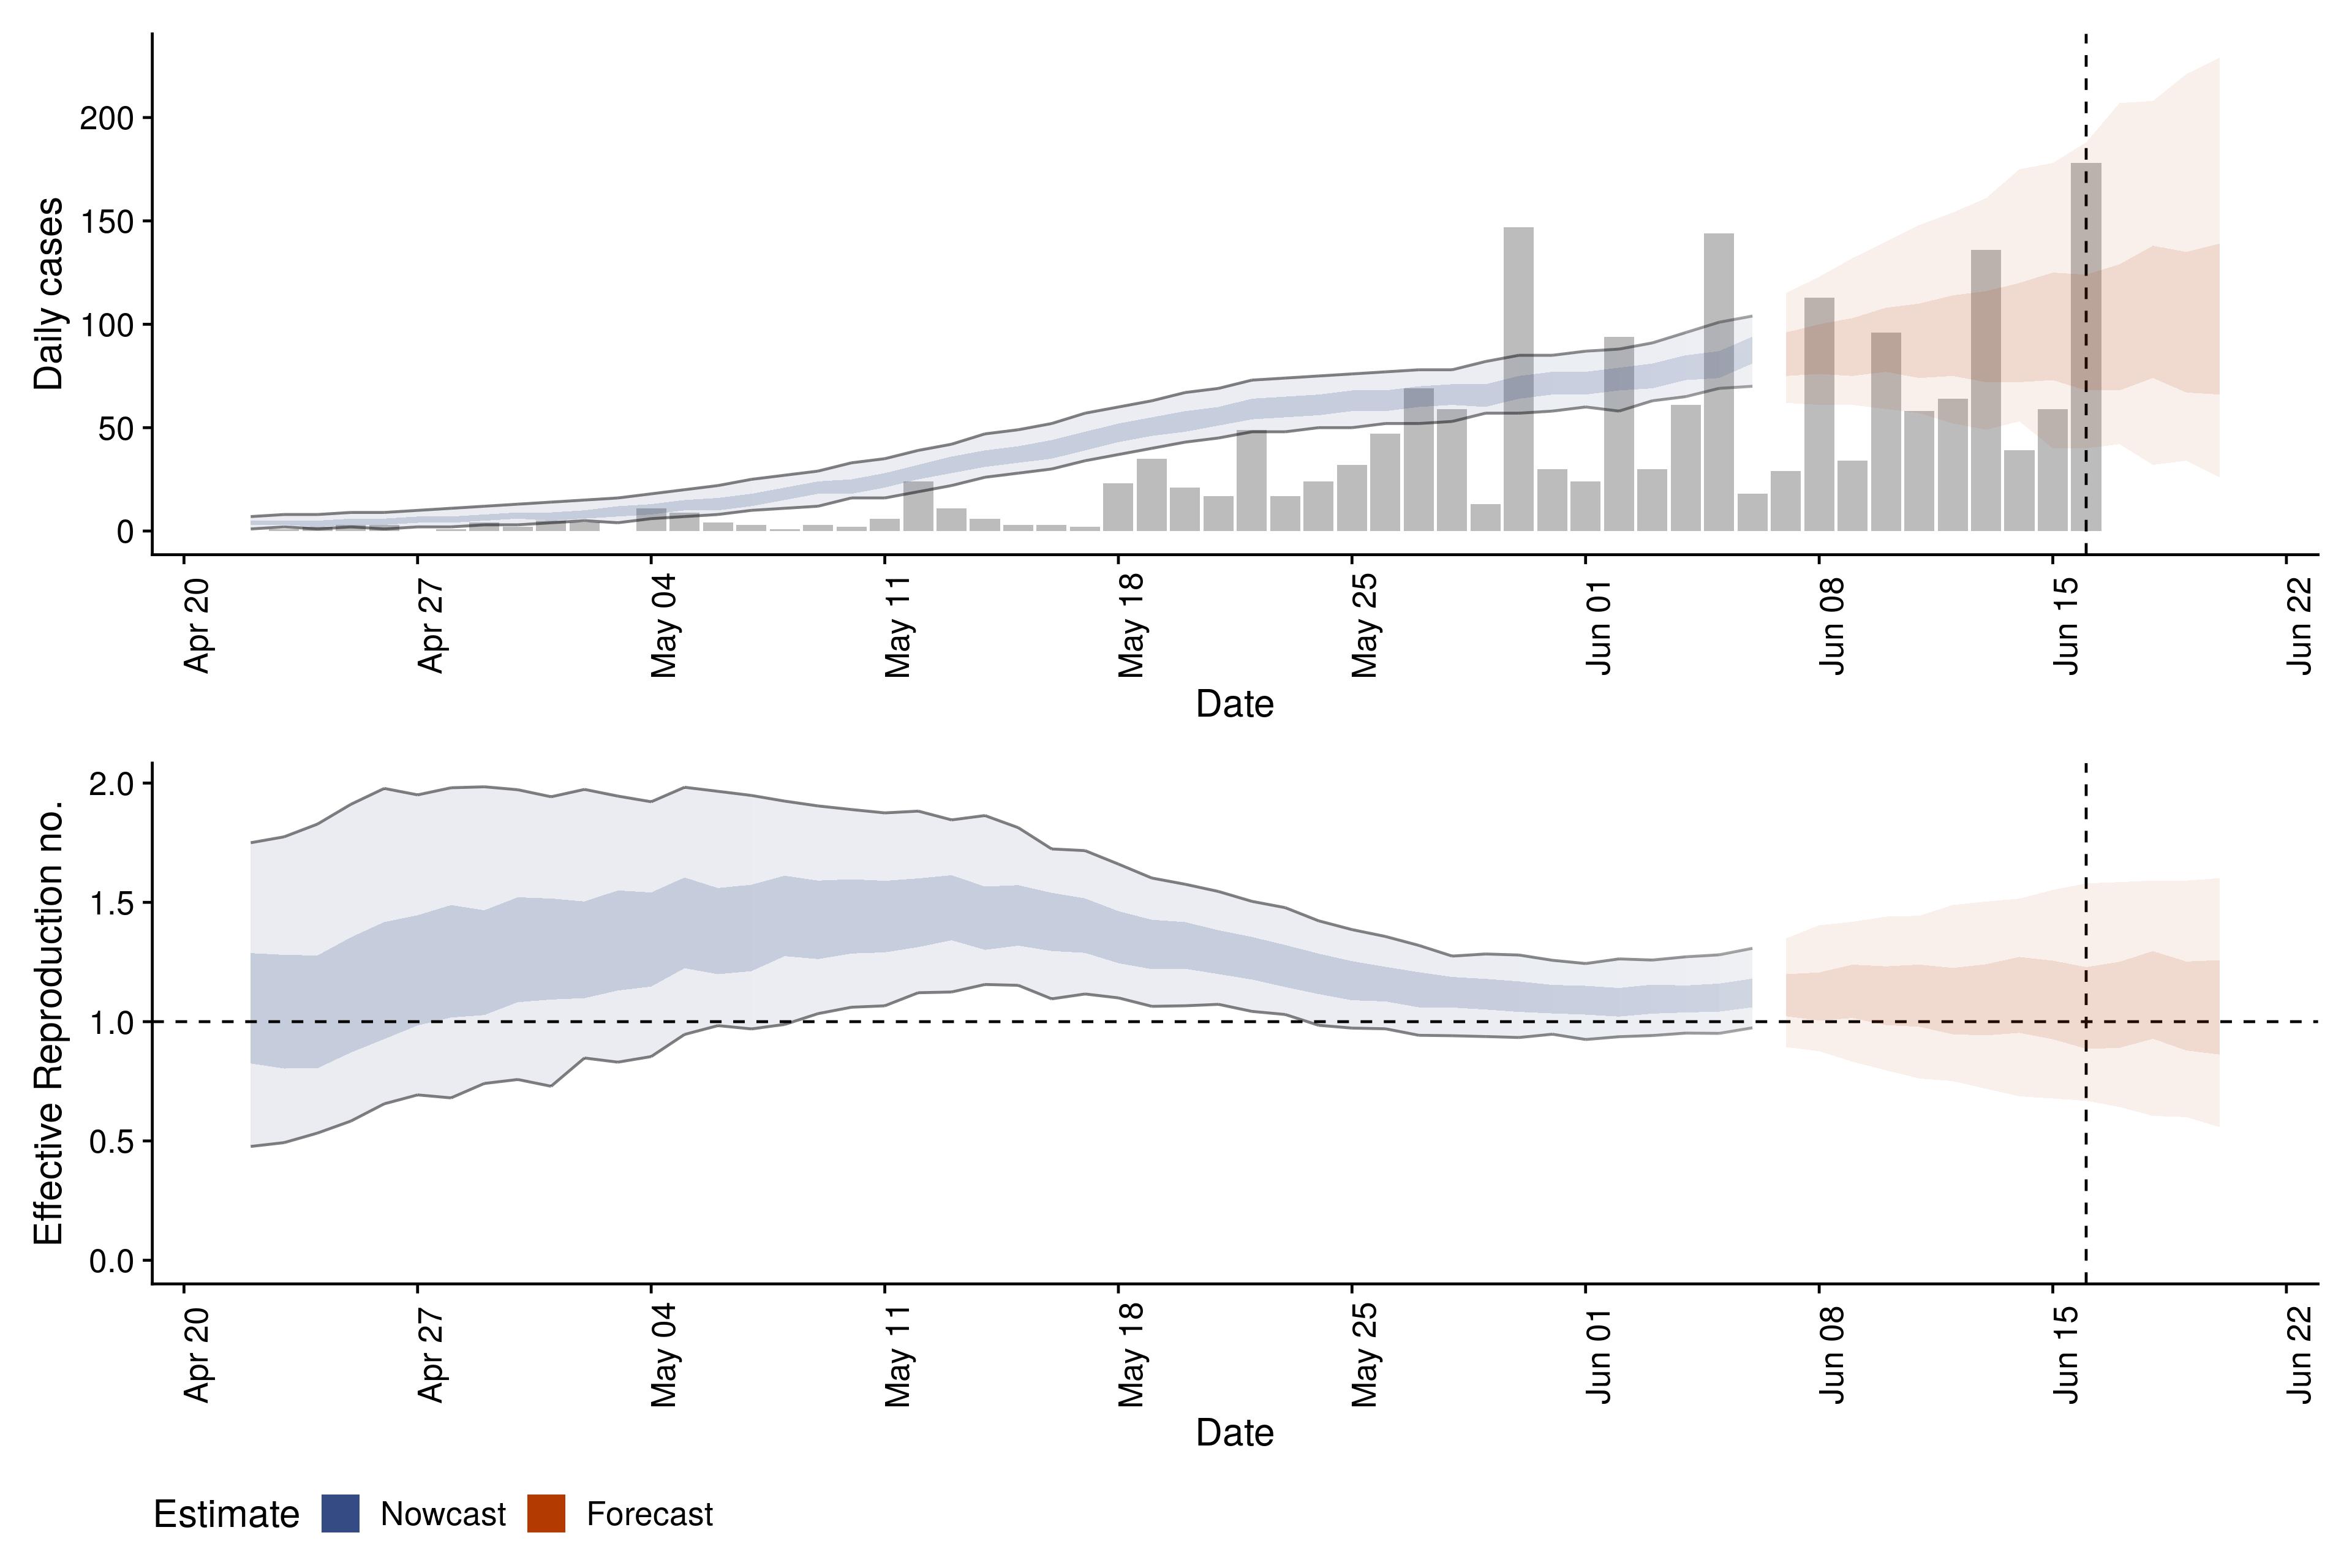 Daily cases
200
150
100
50
0
Apr 20
Apr 27
May 04
May 11
May 18
May 25
Jun 01
Jun 08
Jun 15
Jun 22
Date
Effective Reproduction no.
2.0
1.5
1.0
0.5
0.0
Apr 20
Apr 27
May 04
May 11
May 18
May 25
Jun 01
Jun 08
Jun 15
Jun 22
Date
Estimate Nowcast Forecast